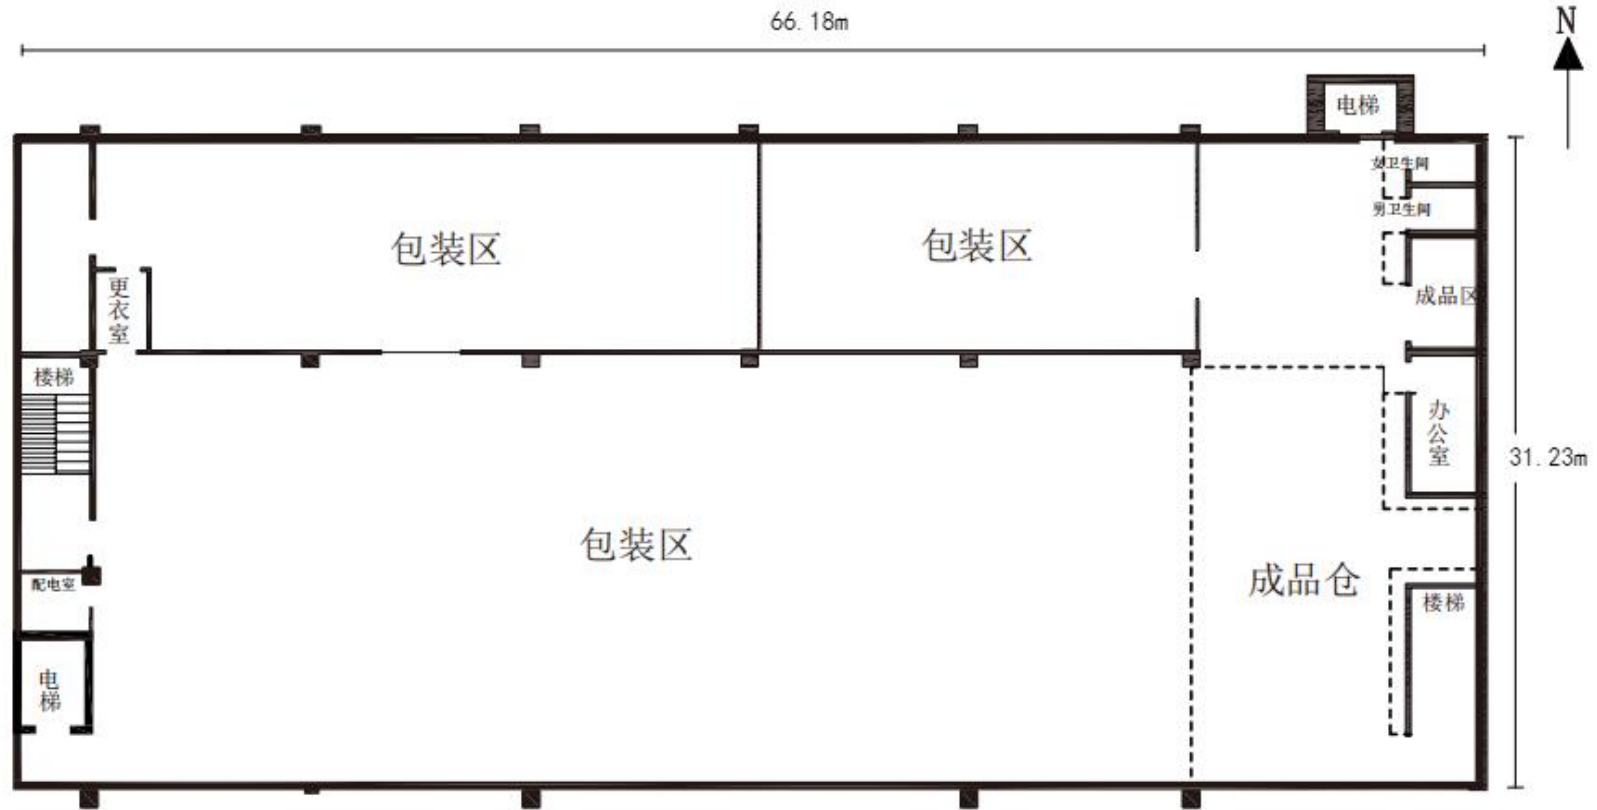 66.18m
N
电梯
女卫生间
男卫生间
包装区
包装区
更衣室
成品区
楼梯
办公室
31.23m
包装区
成品仓
配电室
楼梯
电梯